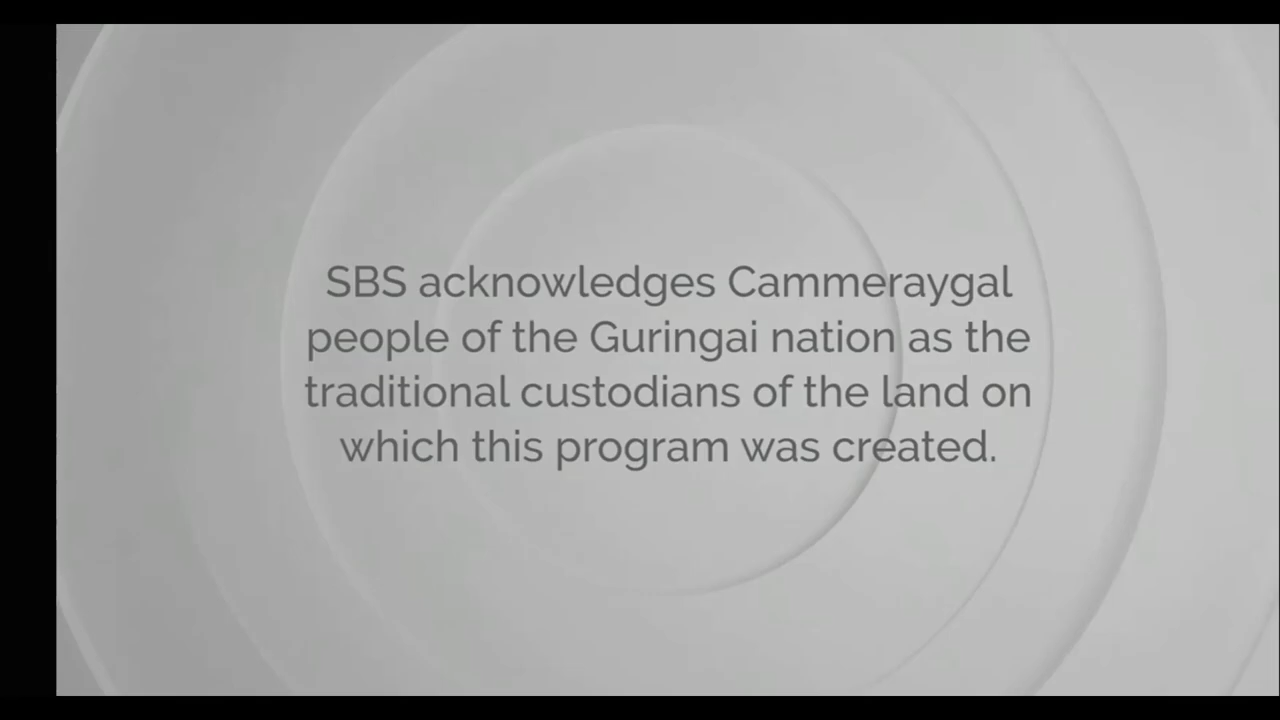 SBS acknowledges Cammeraygal
people of the Guringai nation as the
traditional custodians of the land on
which this program was created.